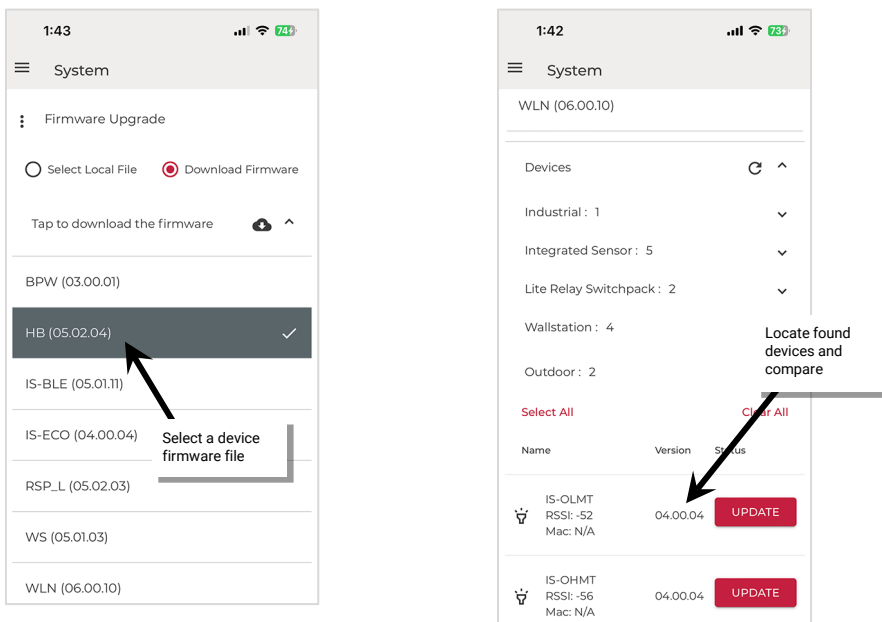 1:43
74
System
Firmware Upgrade
Select Local File
Download Firmware
Tap to download the firmware
BPW (03.00.01)
HB (05.02.04)
IS-BLE (05.01.11)
IS-ECO (04.00.04)
Select a device
firmware file
RSP_L (05.02.03)
WS (05.01.03)
WLN (06.00.10)
1:42
73
System
WLN (06.00.10)
Devices
Industrial : 1
Integrated Sensor : 5
Lite Relay Switchpack : 2
Wallstation : 4
Outdoor : 2
Locate found
devices and
compare
Select All
Clear All
Name
Version
Status
IS-OLMT
RSSI: -52
Mac: N/A
04.00.04
UPDATE
IS-OHMT
RSSI: -56
Mac: N/A
04.00.04
UPDATE